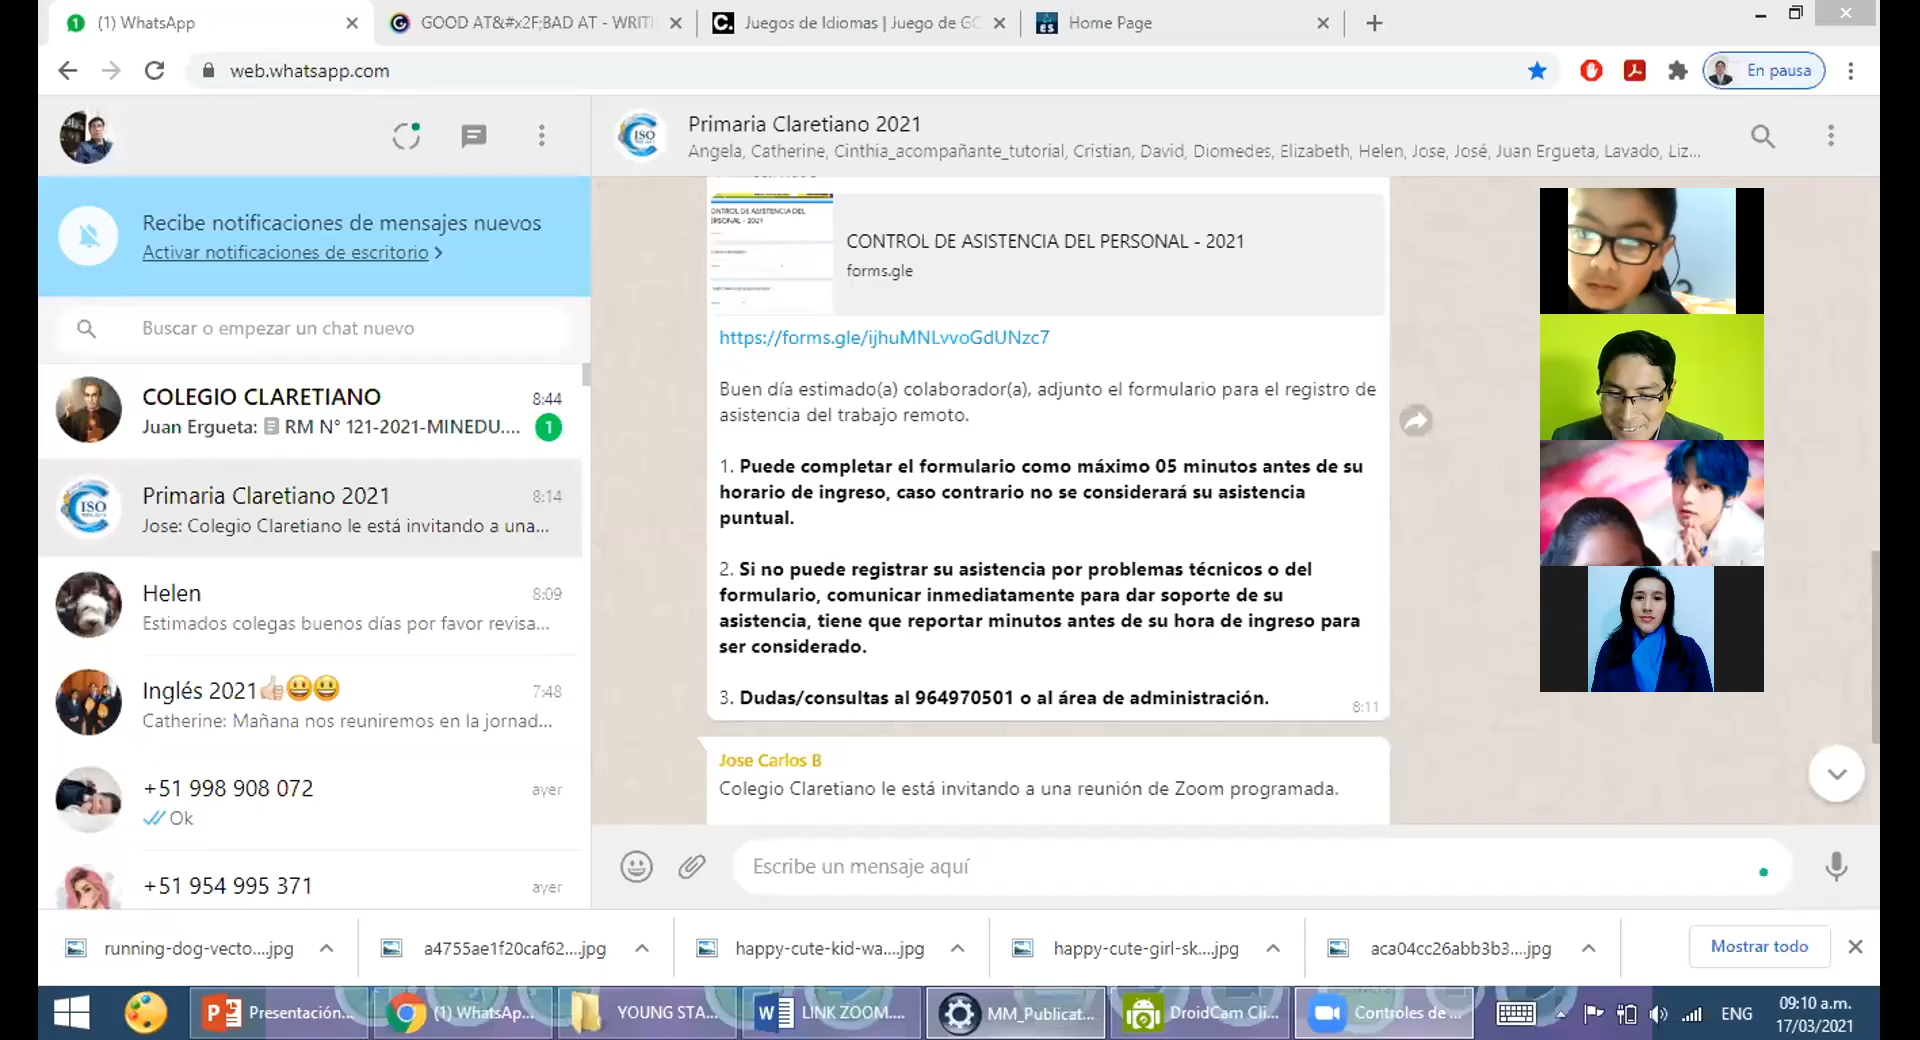 (1) WhatsApp
GOOD AT&#x2F;BAD AT - WRITI
Juegos de Idiomas | Juego de GC
Home Page
web.whatsapp.com
En pausa
Primaria Claretiano 2021
Angela, Catherine, Cinthia_acompañante_tutorial, Cristian, David, Diomedes, Elizabeth, Helen, Jose, José, Juan Ergueta, Lavado, Liz...
Recibe notificaciones de mensajes nuevos
Activar notificaciones de escritorio >
Buscar o empezar un chat nuevo
COLEGIO CLARETIANO 8:44
Juan Ergueta: RM N° 121-2021-MINEDU.... 1
Primaria Claretiano 2021 8:14
Jose: Colegio Claretiano le está invitando a una...
Helen 8:09
Estimados colegas buenos días por favor revisa...
Inglés 2021👍🏻😃😃 7:48
Catherine: Mañana nos reuniremos en la jornad...
+51 998 908 072 ayer
Ok
+51 954 995 371 ayer
CONTROL DE ASISTENCIA DEL
PERSONAL - 2021
CONTROL DE ASISTENCIA DEL PERSONAL - 2021
forms.gle
https://forms.gle/ijhuMNLvvoGdUNzc7
Buen día estimado(a) colaborador(a), adjunto el formulario para el registro de
asistencia del trabajo remoto.
1. Puede completar el formulario como máximo 05 minutos antes de su
horario de ingreso, caso contrario no se considerará su asistencia
puntual.
2. Si no puede registrar su asistencia por problemas técnicos o del
formulario, comunicar inmediatamente para dar soporte de su
asistencia, tiene que reportar minutos antes de su hora de ingreso para
ser considerado.
3. Dudas/consultas al 964970501 o al área de administración.
8:11
Jose Carlos B
Colegio Claretiano le está invitando a una reunión de Zoom programada.
Escribe un mensaje aquí
running-dog-vecto....jpg
a4755ae1f20caf62....jpg
happy-cute-kid-wa....jpg
happy-cute-girl-sk....jpg
aca04cc26abb3b3....jpg
Mostrar todo
Presentación...
(1) WhatsAp...
YOUNG STA...
LINK ZOOM....
MM_Publicat...
DroidCam Cli...
Controles de ...
ENG
09:10 a.m.
17/03/2021